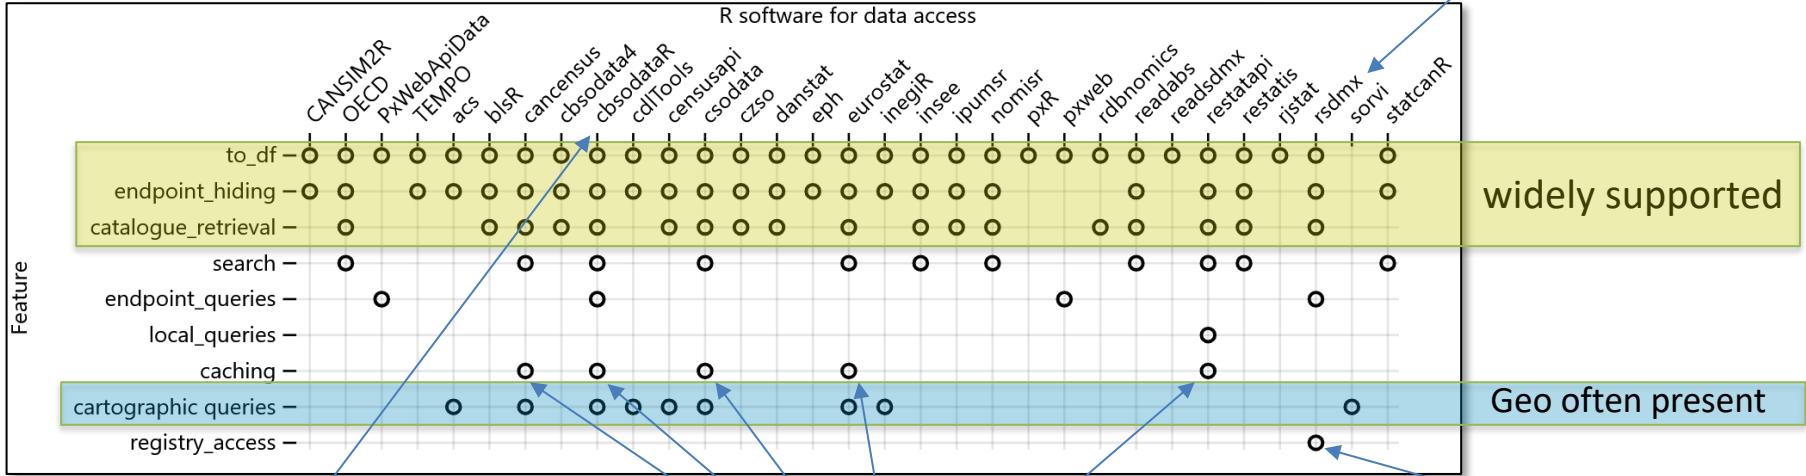 R software for data access
CANSIM2R
OECD
PxWebApiData
TEMPO
acs
blsR
cancensus
cbsodata4
cbsodataR
cdlTools
censusapi
csodata
czso
danstat
eph
eurostat
inegiR
insee
ipumsr
nomisr
pxR
pxweb
rdbnomics
readabs
readsdmx
restatapi
restatis
rjstat
rsdmx
sorvi
statcanR
Feature
to_df
endpoint_hiding
catalogue_retrieval
search
endpoint_queries
local_queries
caching
cartographic queries
registry_access
widely supported
Geo often present